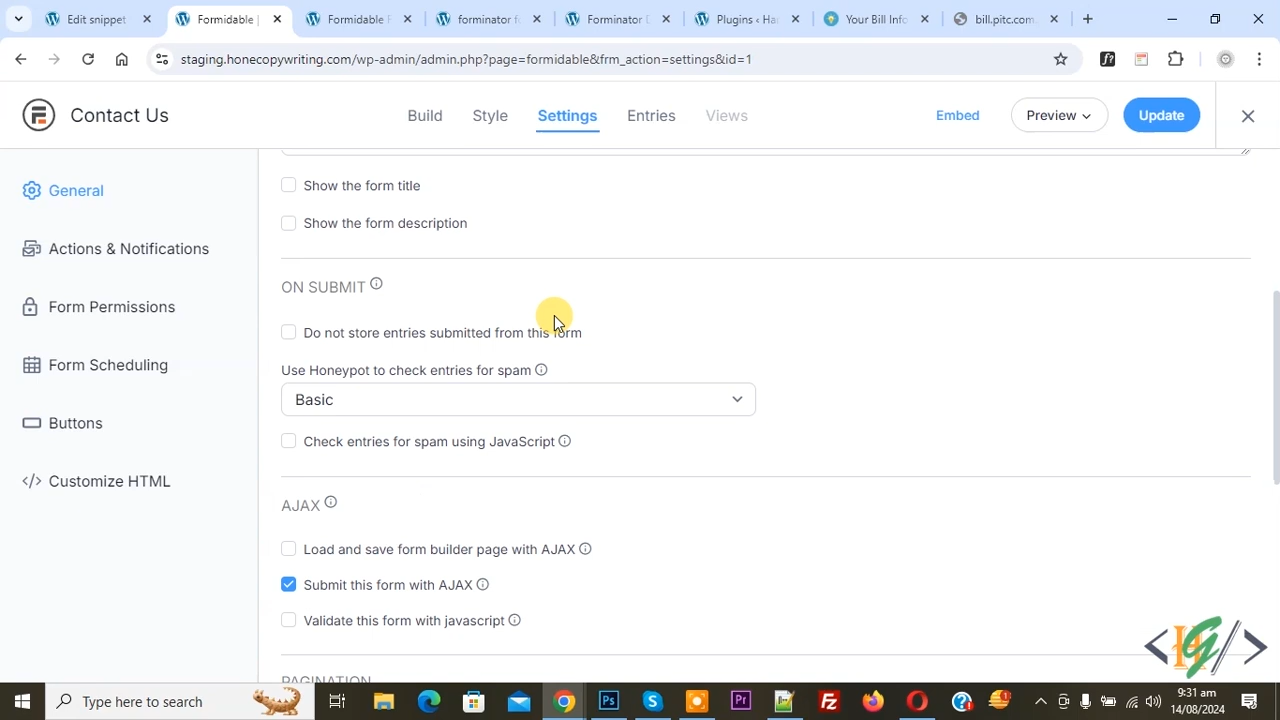 Edit snippet
Formidable |
Formidable F
forminator f
Forminator D
Plugins ‹ Ha
Your Bill Info
bill.pitc.com.
staging.honecopywriting.com/wp-admin/admin.php?page=formidable&frm_action=settings&id=1
Contact Us
Build
Style
Settings
Entries
Views
Embed
Preview
Update
General
Actions & Notifications
Form Permissions
Form Scheduling
Buttons
Customize HTML
Show the form title
Show the form description
ON SUBMIT
Do not store entries submitted from this form
Use Honeypot to check entries for spam
Basic
Check entries for spam using JavaScript
AJAX
Load and save form builder page with AJAX
Submit this form with AJAX
Validate this form with javascript
PAGINATION
Type here to search
9:31 am
14/08/2024